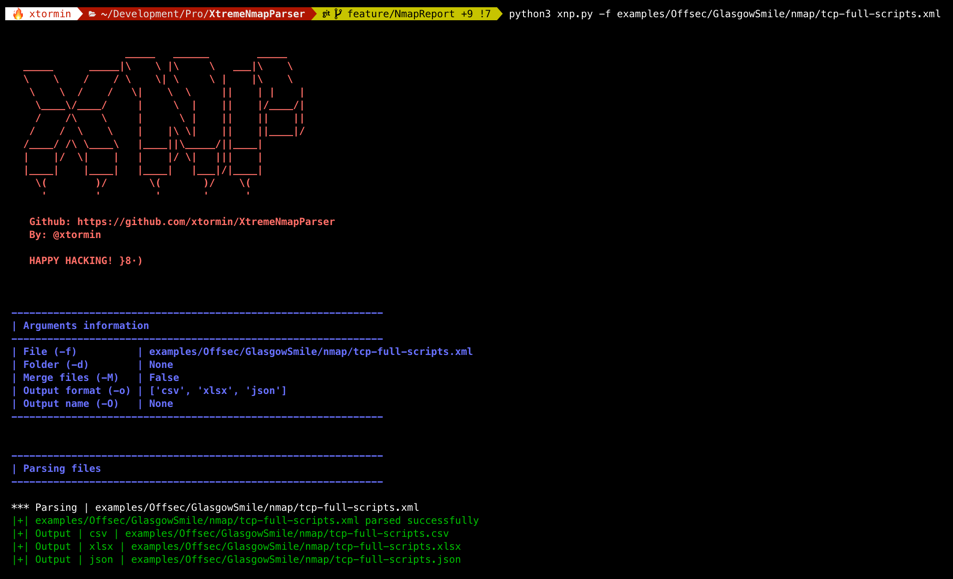 xtormin ~/Development/Pro/XtremeNmapParser git feature/NmapReport +9 !7 python3 xnp.py -f examples/Offsec/GlasgowSmile/nmap/tcp-full-scripts.xml
XNP
Github: https://github.com/xtormin/XtremeNmapParser
By: @xtormin
HAPPY HACKING! }8·)
| Arguments information
| File (-f) | examples/Offsec/GlasgowSmile/nmap/tcp-full-scripts.xml
| Folder (-d) | None
| Merge files (-M) | False
| Output format (-o) | ['csv', 'xlsx', 'json']
| Output name (-O) | None
| Parsing files
*** Parsing | examples/Offsec/GlasgowSmile/nmap/tcp-full-scripts.xml
|+| examples/Offsec/GlasgowSmile/nmap/tcp-full-scripts.xml parsed successfully
|+| Output | csv | examples/Offsec/GlasgowSmile/nmap/tcp-full-scripts.csv
|+| Output | xlsx | examples/Offsec/GlasgowSmile/nmap/tcp-full-scripts.xlsx
|+| Output | json | examples/Offsec/GlasgowSmile/nmap/tcp-full-scripts.json